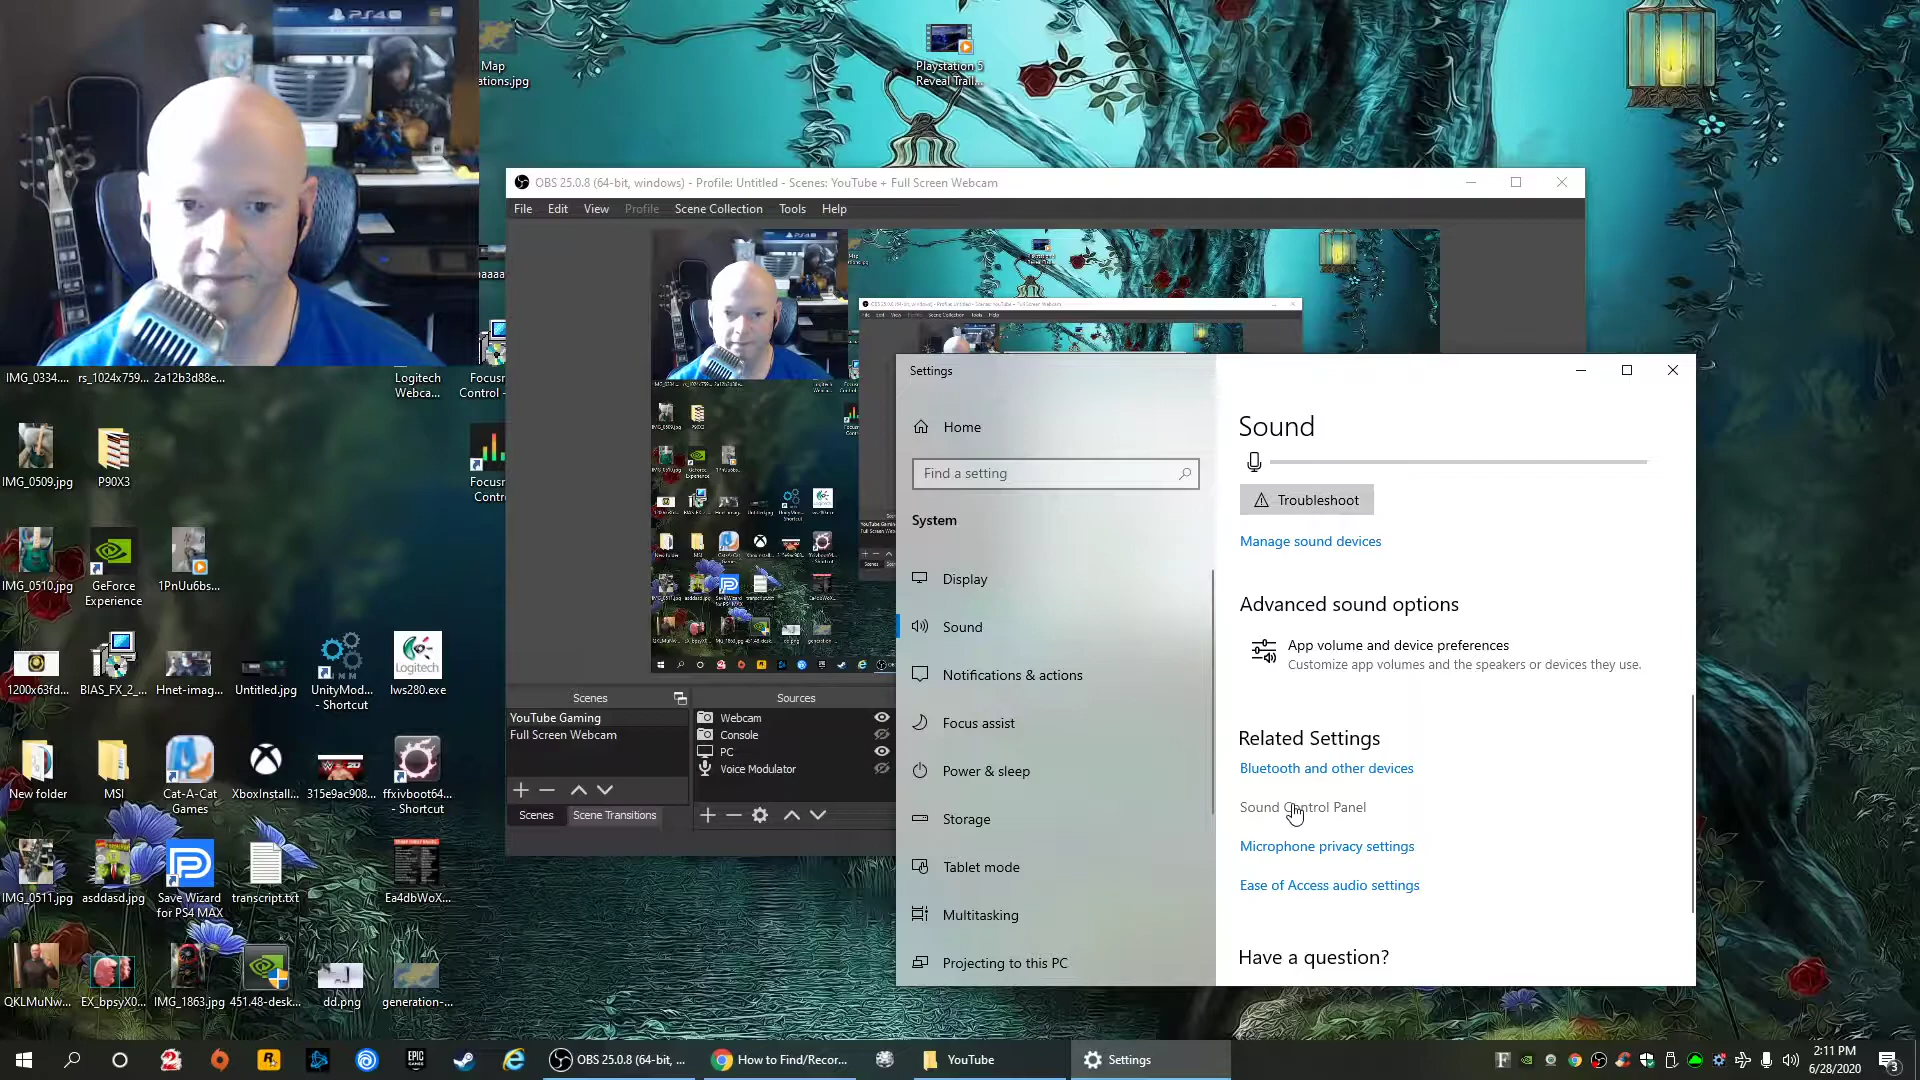 PS4
Map
ations.jpg
Playstation 5
Reveal Trail...
OBS 25.0.8 (64-bit, windows) - Profile: Untitled - Scenes: YouTube + Full Screen Webcam
File Edit View Profile Scene Collection Tools Help
IMG_0334.... rs_1024x759... 2a12b3d88e...
Logitech
Webca...
Focusr
Control -
IMG_0509.jpg
P90X3
Focusr
Contro
IMG_0510.jpg
GeForce
Experience
1PnUu6bs...
1200x63fd...
BIAS_FX_2_...
Hnet-imag...
Untitled.jpg
UnityMod...
- Shortcut
Logitech
lws280.exe
New folder
MSI
Cat-A-Cat
Games
XboxInstall...
315e9ac908...
ffxivboot64...
- Shortcut
IMG_0511.jpg
asddasd.jpg
Save Wizard
for PS4 MAX
transcript.txt
Ea4dbWoX...
QKLMuNw...
EX_bpsyX0...
IMG_1863.jpg
451.48-desk...
dd.png
generation-...
Scenes
YouTube Gaming
Full Screen Webcam
Scenes Scene Transitions
Sources
Webcam
Console
PC
Voice Modulator
Settings
Home
Find a setting
System
Display
Sound
Notifications & actions
Focus assist
Power & sleep
Storage
Tablet mode
Multitasking
Projecting to this PC
Sound
Troubleshoot
Manage sound devices
Advanced sound options
App volume and device preferences
Customize app volumes and the speakers or devices they use.
Related Settings
Bluetooth and other devices
Sound Control Panel
Microphone privacy settings
Ease of Access audio settings
Have a question?
EPIC
OBS 25.0.8 (64-bit, ...
How to Find/Recor...
YouTube
Settings
2:11 PM
6/28/2020
3